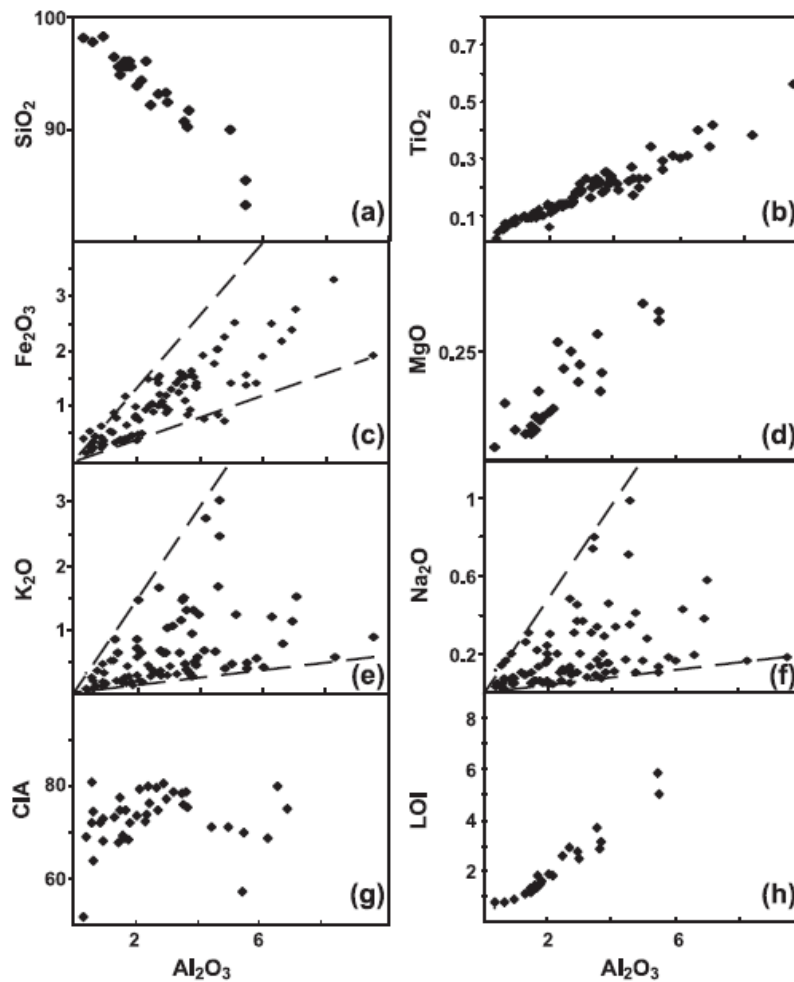 100
90
SiO2
(a)
0.7
0.5
0.3
0.1
TiO2
(b)
3
2
1
Fe2O3
(c)
0.25
MgO
(d)
3
2
1
K2O
(e)
1
0.6
0.2
Na2O
(f)
80
60
CIA
(g)
8
6
4
2
LOI
(h)
2 6
2 6
Al2O3
Al2O3